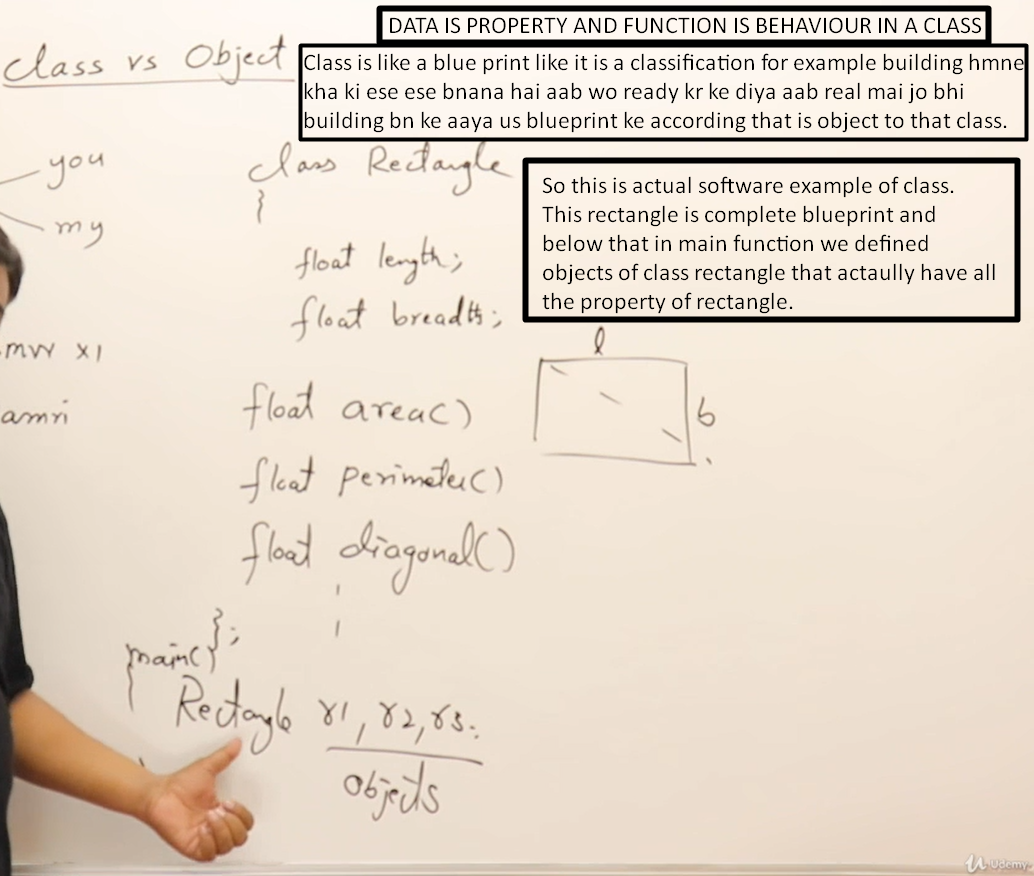 DATA IS PROPERTY AND FUNCTION IS BEHAVIOUR IN A CLASS
Class vs Object
Class is like a blue print like it is a classification for example building hmne
kha ki ese ese bnana hai aab wo ready kr ke diya aab real mai jo bhi
building bn ke aaya us blueprint ke according that is object to that class.
you
my
class Rectangle
{
So this is actual software example of class.
This rectangle is complete blueprint and
below that in main function we defined
objects of class rectangle that actaully have all
the property of rectangle.
float length;
float breadth;
l
b
x1
float area()
float perimeter()
float diagonal()
};
main()
{
Rectangle r1, r2, r3.
objects
Udemy